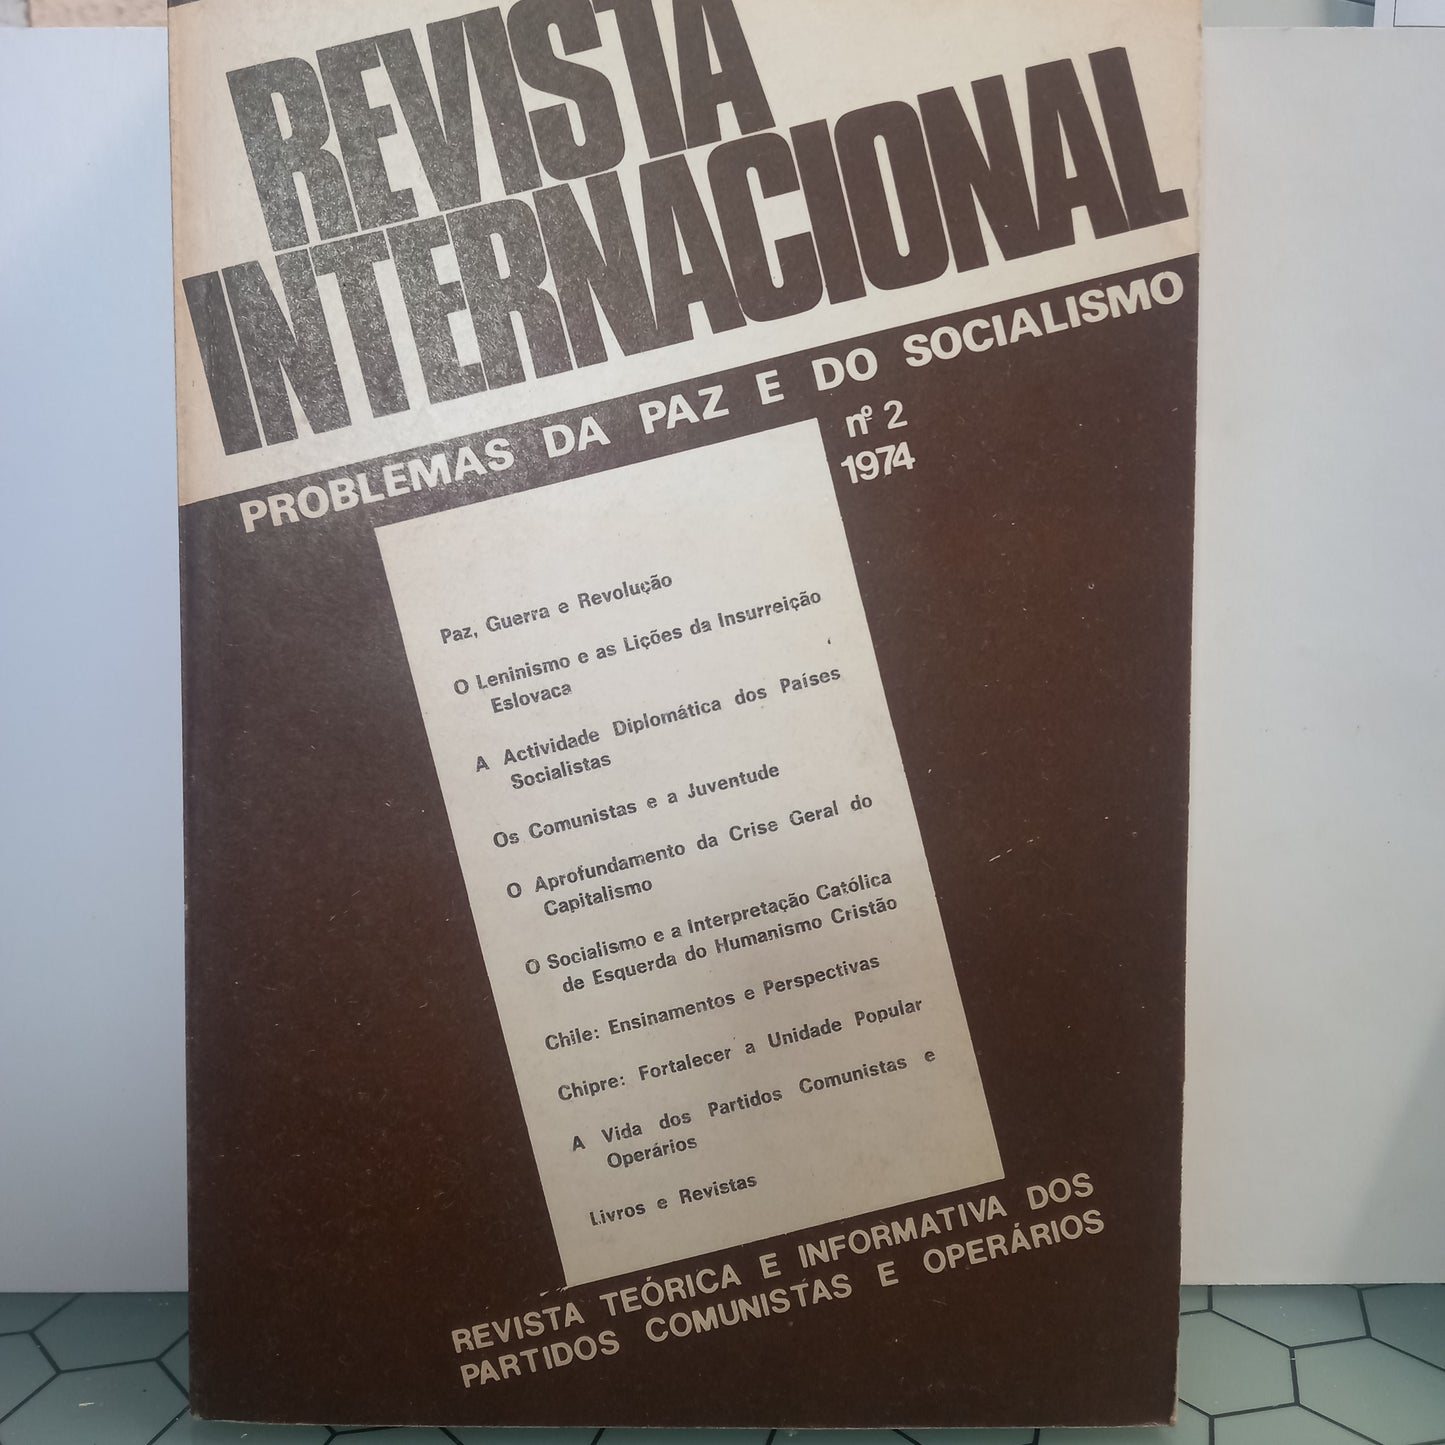 REVISTA
INTERNACIONAL
PROBLEMAS DA PAZ E DO SOCIALISMO
nº 2
1974
Paz, Guerra e Revolução
O Leninismo e as Lições da Insurreição
Eslovaca
A Actividade Diplomática dos Países
Socialistas
Os Comunistas e a Juventude
O Aprofundamento da Crise Geral do
Capitalismo
O Socialismo e a Interpretação Católica
de Esquerda do Humanismo Cristão
Chile: Ensinamentos e Perspectivas
Chipre: Fortalecer a Unidade Popular
A Vida dos Partidos Comunistas e
Operários
Livros e Revistas
REVISTA TEÓRICA E INFORMATIVA DOS
PARTIDOS COMUNISTAS E OPERÁRIOS